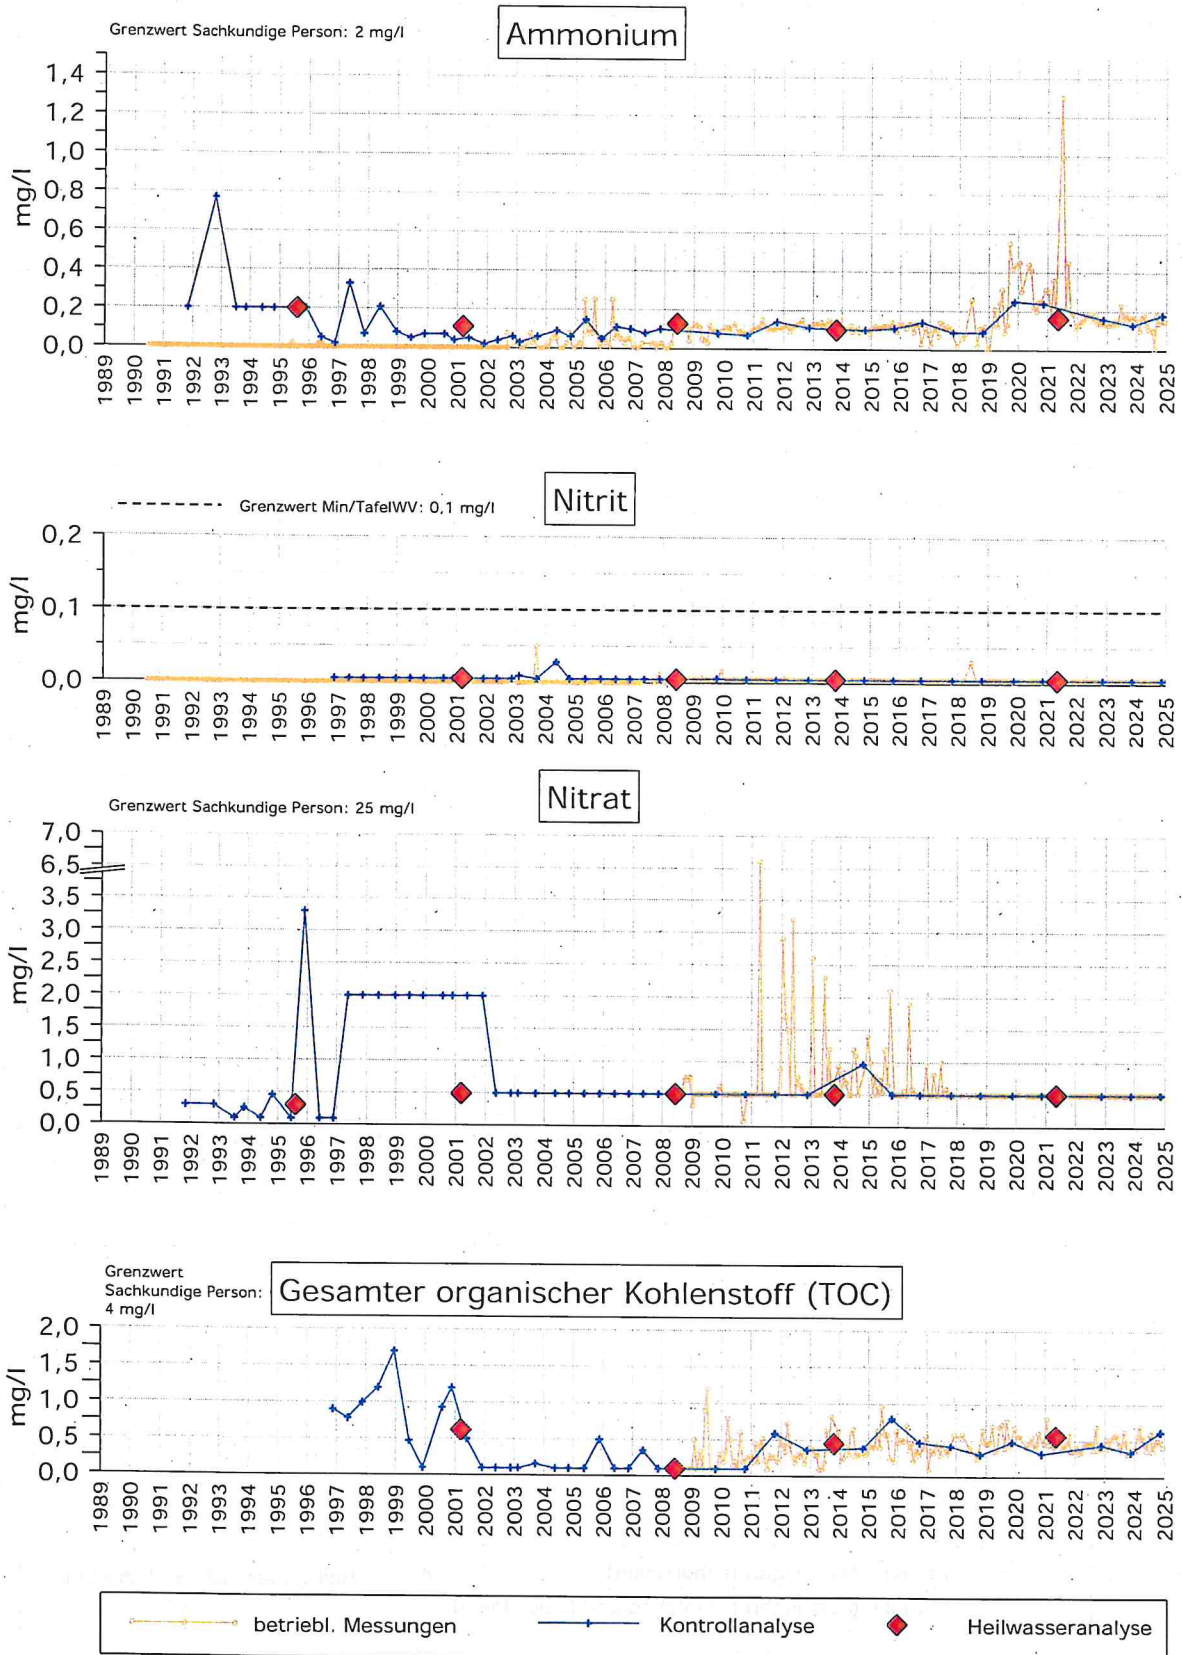 Grenzwert Sachkundige Person: 2 mg/l
Ammonium
mg/l
1,4
1,2
1,0
0,8
0,6
0,4
0,2
0,0
1989 1990 1991 1992 1993 1994 1995 1996 1997 1998 1999 2000 2001 2002 2003 2004 2005 2006 2007 2008 2009 2010 2011 2012 2013 2014 2015 2016 2017 2018 2019 2020 2021 2022 2023 2024 2025
Grenzwert Min/TafelWV: 0,1 mg/l
Nitrit
mg/l
0,2
0,1
0,0
1989 1990 1991 1992 1993 1994 1995 1996 1997 1998 1999 2000 2001 2002 2003 2004 2005 2006 2007 2008 2009 2010 2011 2012 2013 2014 2015 2016 2017 2018 2019 2020 2021 2022 2023 2024 2025
Grenzwert Sachkundige Person: 25 mg/l
Nitrat
mg/l
7,0
6,5
3,5
3,0
2,5
2,0
1,5
1,0
0,5
0,0
1989 1990 1991 1992 1993 1994 1995 1996 1997 1998 1999 2000 2001 2002 2003 2004 2005 2006 2007 2008 2009 2010 2011 2012 2013 2014 2015 2016 2017 2018 2019 2020 2021 2022 2023 2024 2025
Grenzwert
Sachkundige Person:
4 mg/l
Gesamter organischer Kohlenstoff (TOC)
mg/l
2,0
1,5
1,0
0,5
0,0
1989 1990 1991 1992 1993 1994 1995 1996 1997 1998 1999 2000 2001 2002 2003 2004 2005 2006 2007 2008 2009 2010 2011 2012 2013 2014 2015 2016 2017 2018 2019 2020 2021 2022 2023 2024 2025
betriebl. Messungen Kontrollanalyse Heilwasseranalyse